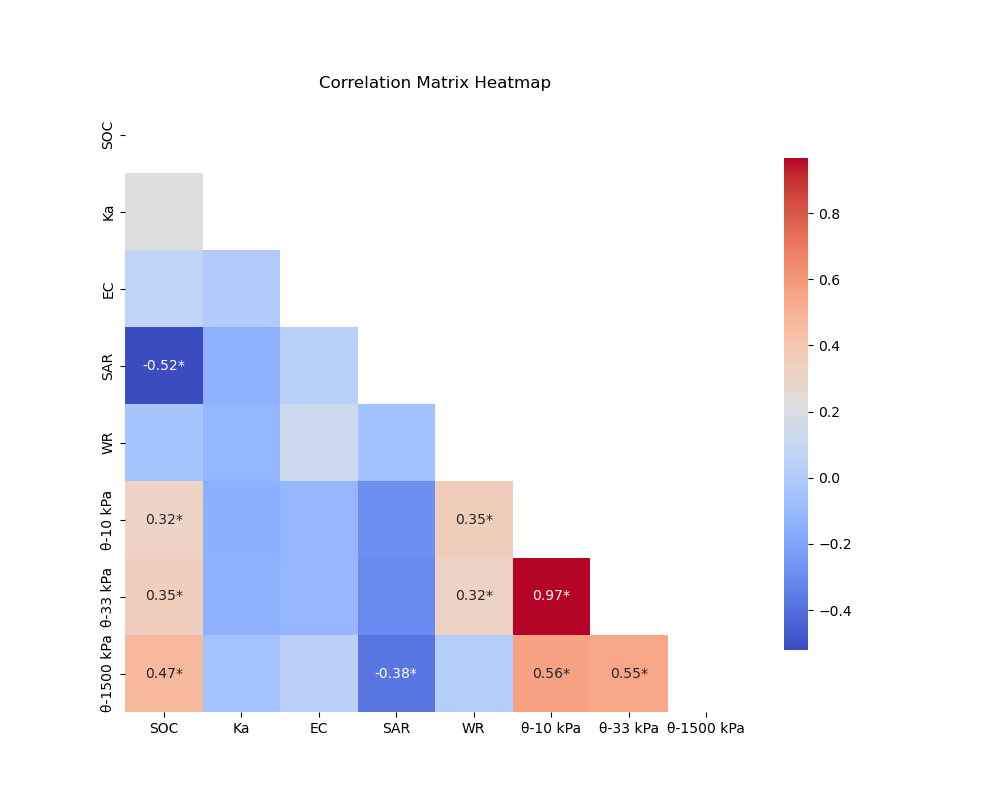 Correlation Matrix Heatmap
SOC
Ka
EC
SAR
-0.52*
WR
θ-10 kPa
0.32*
0.35*
θ-33 kPa
0.35*
0.32*
0.97*
θ-1500 kPa
0.47*
-0.38*
0.56*
0.55*
SOC
Ka
EC
SAR
WR
θ-10 kPa
θ-33 kPa
θ-1500 kPa
0.8
0.6
0.4
0.2
0.0
−0.2
−0.4